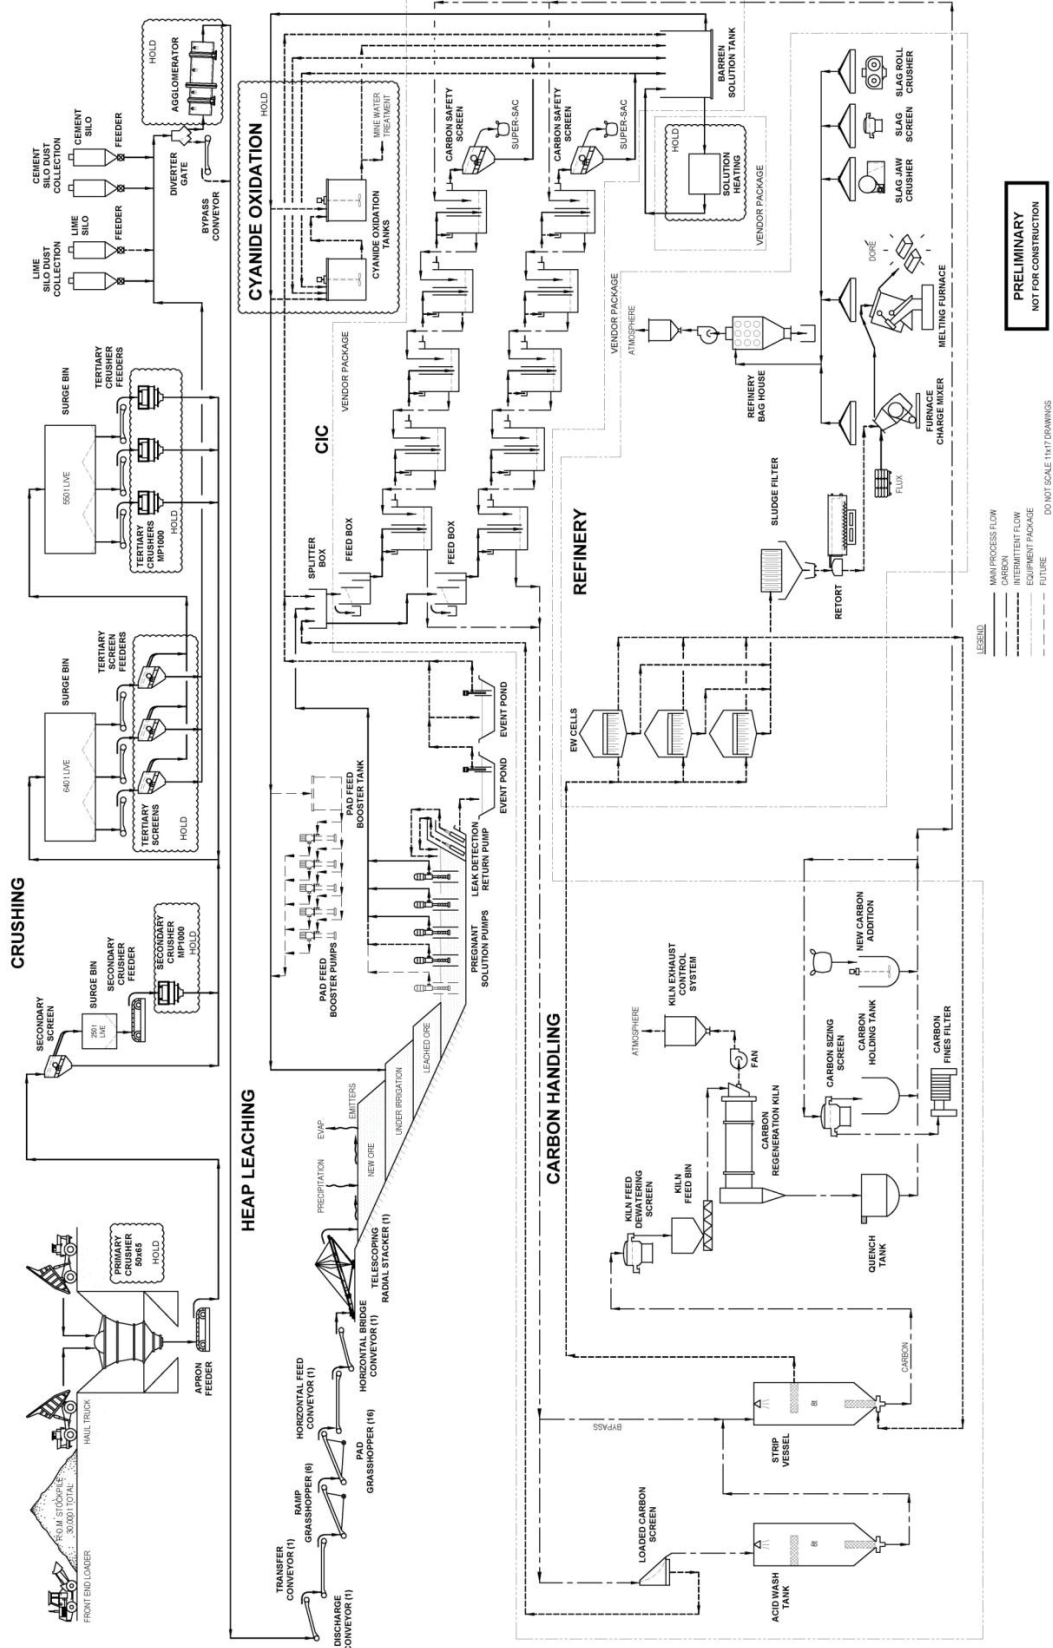 CRUSHING
FRONT END LOADER
R.O.M. STOCKPILE
30,000 t TOTAL
HAUL TRUCK
PRIMARY
CRUSHER
50x65
HOLD
APRON
FEEDER
SECONDARY
SCREEN
SURGE BIN
250 t
LIVE
SECONDARY
CRUSHER
FEEDER
SECONDARY
CRUSHER
MP1000
HOLD
SURGE BIN
640 t LIVE
TERTIARY
SCREEN
FEEDERS
TERTIARY
SCREENS
HOLD
SURGE BIN
550 t LIVE
TERTIARY
CRUSHER
FEEDERS
TERTIARY
CRUSHERS
MP1000
HOLD
LIME
SILO DUST
COLLECTION
LIME
SILO
FEEDER
CEMENT
SILO DUST
COLLECTION
CEMENT
SILO
FEEDER
DIVERTER
GATE
BYPASS
CONVEYOR
HOLD
AGGLOMERATOR
HEAP LEACHING
DISCHARGE
CONVEYOR (1)
TRANSFER
CONVEYOR (1)
RAMP
GRASSHOPPER (6)
PAD
GRASSHOPPER (16)
HORIZONTAL FEED
CONVEYOR (1)
HORIZONTAL BRIDGE
CONVEYOR (1)
TELESCOPING
RADIAL STACKER (1)
PRECIPITATION
EVAP.
EMITTERS
NEW ORE
UNDER IRRIGATION
LEACHED ORE
PAD FEED
BOOSTER PUMPS
PAD FEED
BOOSTER TANK
PREGNANT
SOLUTION PUMPS
LEAK DETECTION
RETURN PUMP
EVENT POND
EVENT POND
CYANIDE OXIDATION
HOLD
CYANIDE OXIDATION
TANKS
MINE WATER
TREATMENT
CIC
VENDOR PACKAGE
SPLITTER
BOX
FEED BOX
FEED BOX
CARBON SAFETY
SCREEN
SUPER-SAC
CARBON SAFETY
SCREEN
SUPER-SAC
BARREN
SOLUTION TANK
HOLD
SOLUTION
HEATING
VENDOR PACKAGE
CARBON HANDLING
LOADED CARBON
SCREEN
ACID WASH
TANK
8t
BYPASS
STRIP
VESSEL
8t
CARBON
KILN FEED
DEWATERING
SCREEN
KILN
FEED BIN
CARBON
REGENERATION KILN
FAN
ATMOSPHERE
KILN EXHAUST
CONTROL
SYSTEM
QUENCH
TANK
CARBON SIZING
SCREEN
CARBON
HOLDING TANK
NEW CARBON
ADDITION
CARBON
FINES FILTER
REFINERY
VENDOR PACKAGE
EW CELLS
SLUDGE FILTER
RETORT
FLUX
FURNACE
CHARGE MIXER
REFINERY
BAG HOUSE
ATMOSPHERE
MELTING FURNACE
DORÉ
SLAG JAW
CRUSHER
SLAG
SCREEN
SLAG ROLL
CRUSHER
LEGEND
MAIN PROCESS FLOW
CARBON
INTERMITTENT FLOW
EQUIPMENT PACKAGE
FUTURE
DO NOT SCALE 11x17 DRAWINGS
PRELIMINARY
NOT FOR CONSTRUCTION